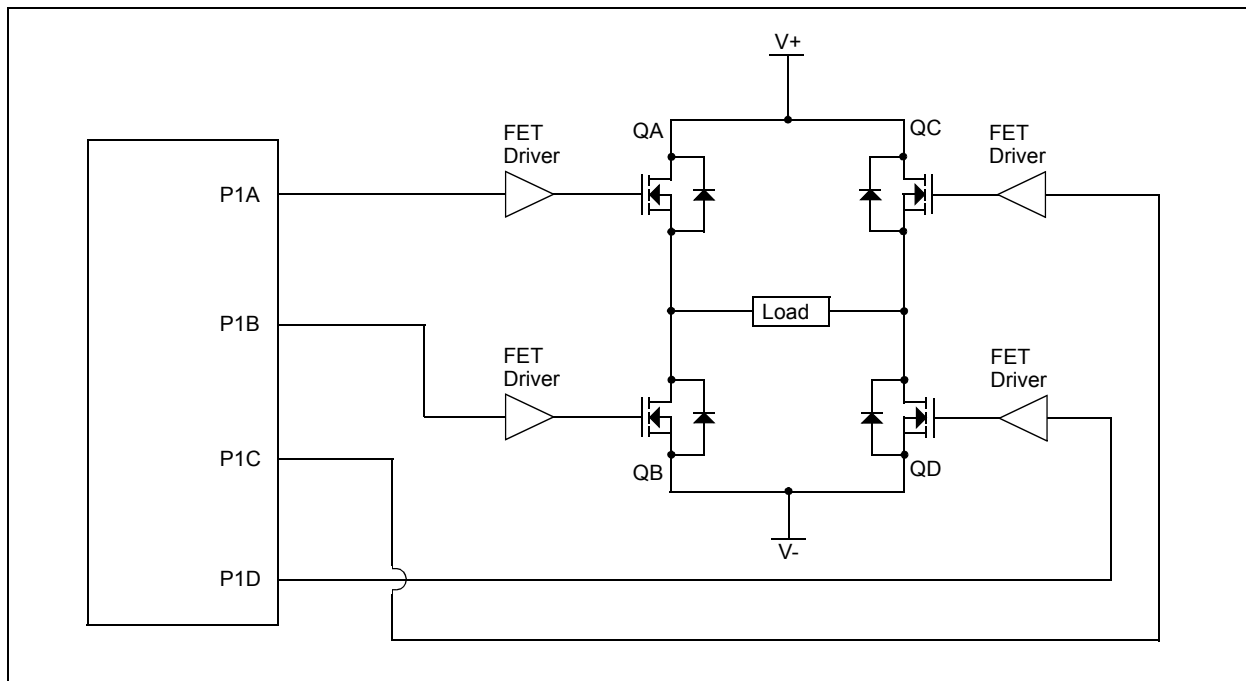 V+
QA
QC
FET
Driver
FET
Driver
P1A
P1B
Load
FET
Driver
FET
Driver
P1C
QB
QD
V-
P1D